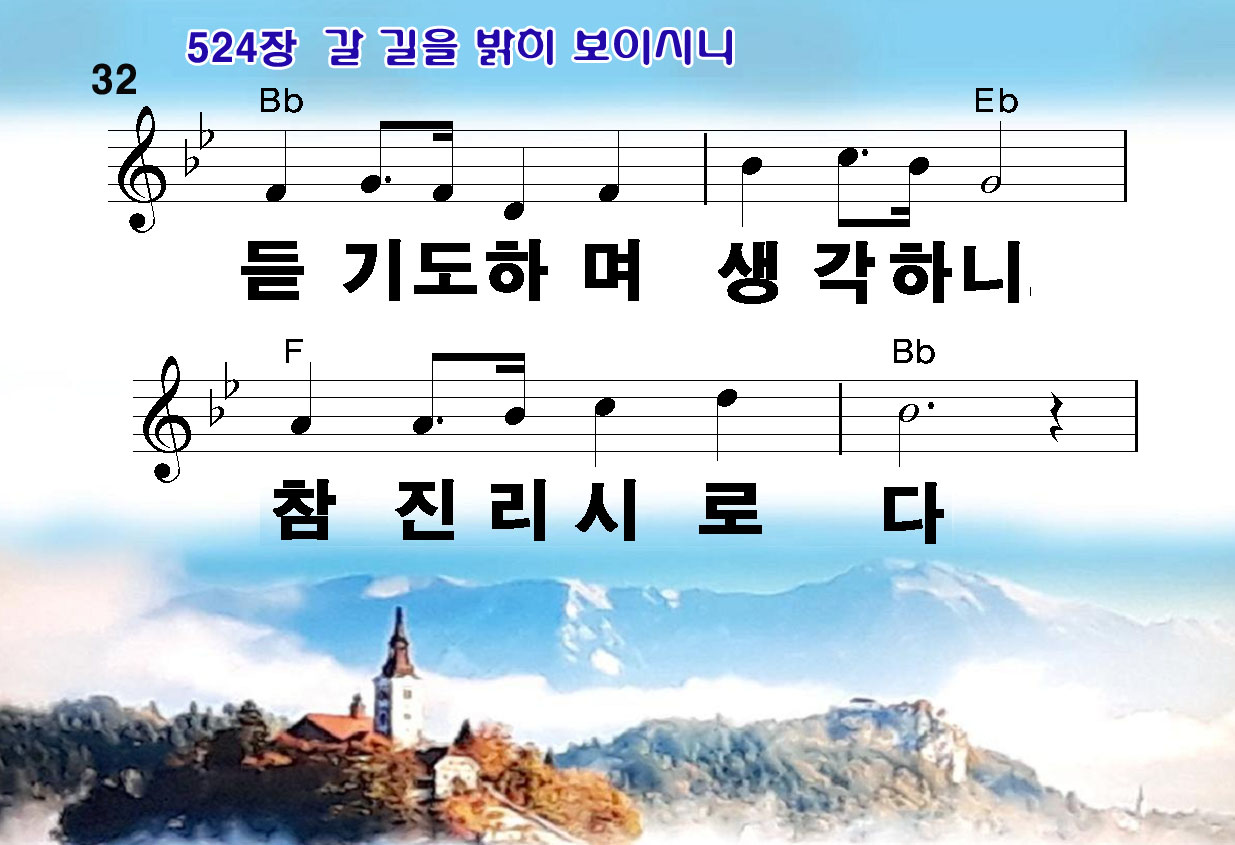 524장 갈 길을 밝히 보이시니
32
Bb Eb
듣 기도하 며 생 각하니
F Bb
참 진 리 시 로 다